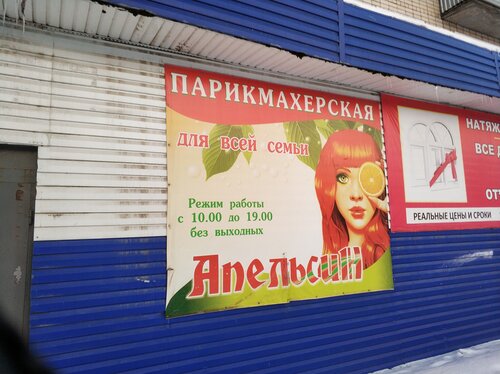 ПАРИКМАХЕРСКАЯ
для всей семьи
Режим работы
с 10.00 до 19.00
без выходных
Апельсин
НАТЯЖ
ВСЕ Д
ОТ
РЕАЛЬНЫЕ ЦЕНЫ И СРОКИ